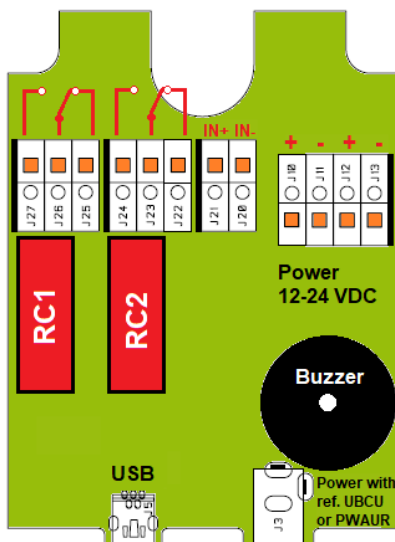 IN+ IN-
+ - + -
J27 J26 J25 J24 J23 J22 J21 J20
J10 J11 J12 J13
Power
12-24 VDC
RC1
RC2
Buzzer
USB
J5
Power with
ref. UBCU
or PWAUR
J3